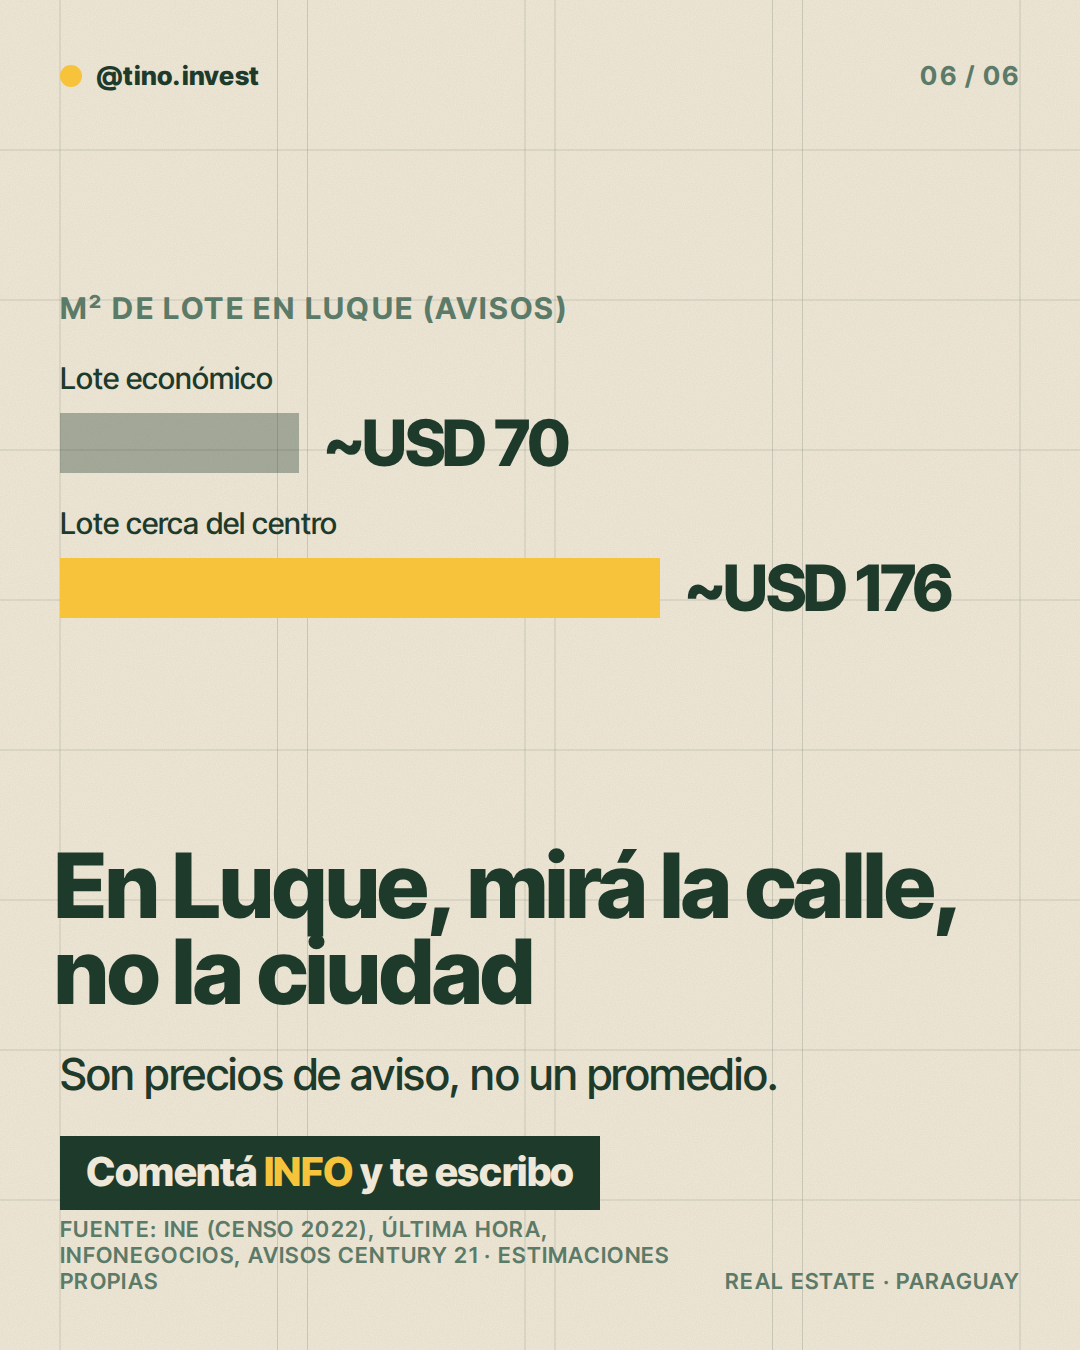 @tino.invest
06 / 06
M² DE LOTE EN LUQUE (AVISOS)
Lote económico
~USD 70
Lote cerca del centro
~USD 176
En Luque, mirá la calle,
no la ciudad
Son precios de aviso, no un promedio.
Comentá INFO y te escribo
FUENTE: INE (CENSO 2022), ÚLTIMA HORA,
INFONEGOCIOS, AVISOS CENTURY 21 · ESTIMACIONES
PROPIAS
REAL ESTATE · PARAGUAY